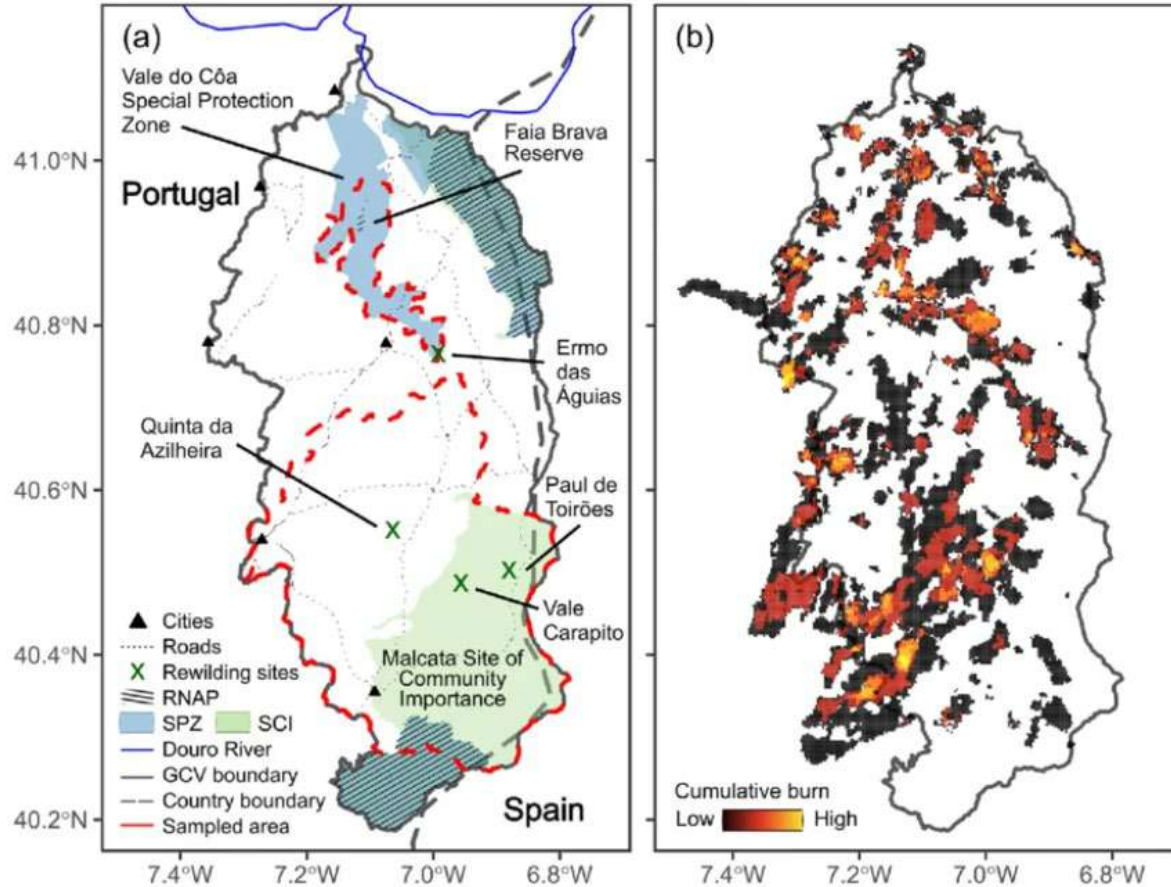 (a)
Vale do Côa
Special Protection
Zone
Faia Brava
Reserve
Portugal
Ermo
das
Águias
Quinta da
Azilheira
Paul de
Toirões
Vale
Carapito
Malcata Site of
Community
Importance
Spain
Cities
Roads
Rewilding sites
RNAP
SPZ SCI
Douro River
GCV boundary
Country boundary
Sampled area
41.0°N
40.8°N
40.6°N
40.4°N
40.2°N
7.4°W 7.2°W 7.0°W 6.8°W
(b)
Cumulative burn
Low High
7.4°W 7.2°W 7.0°W 6.8°W